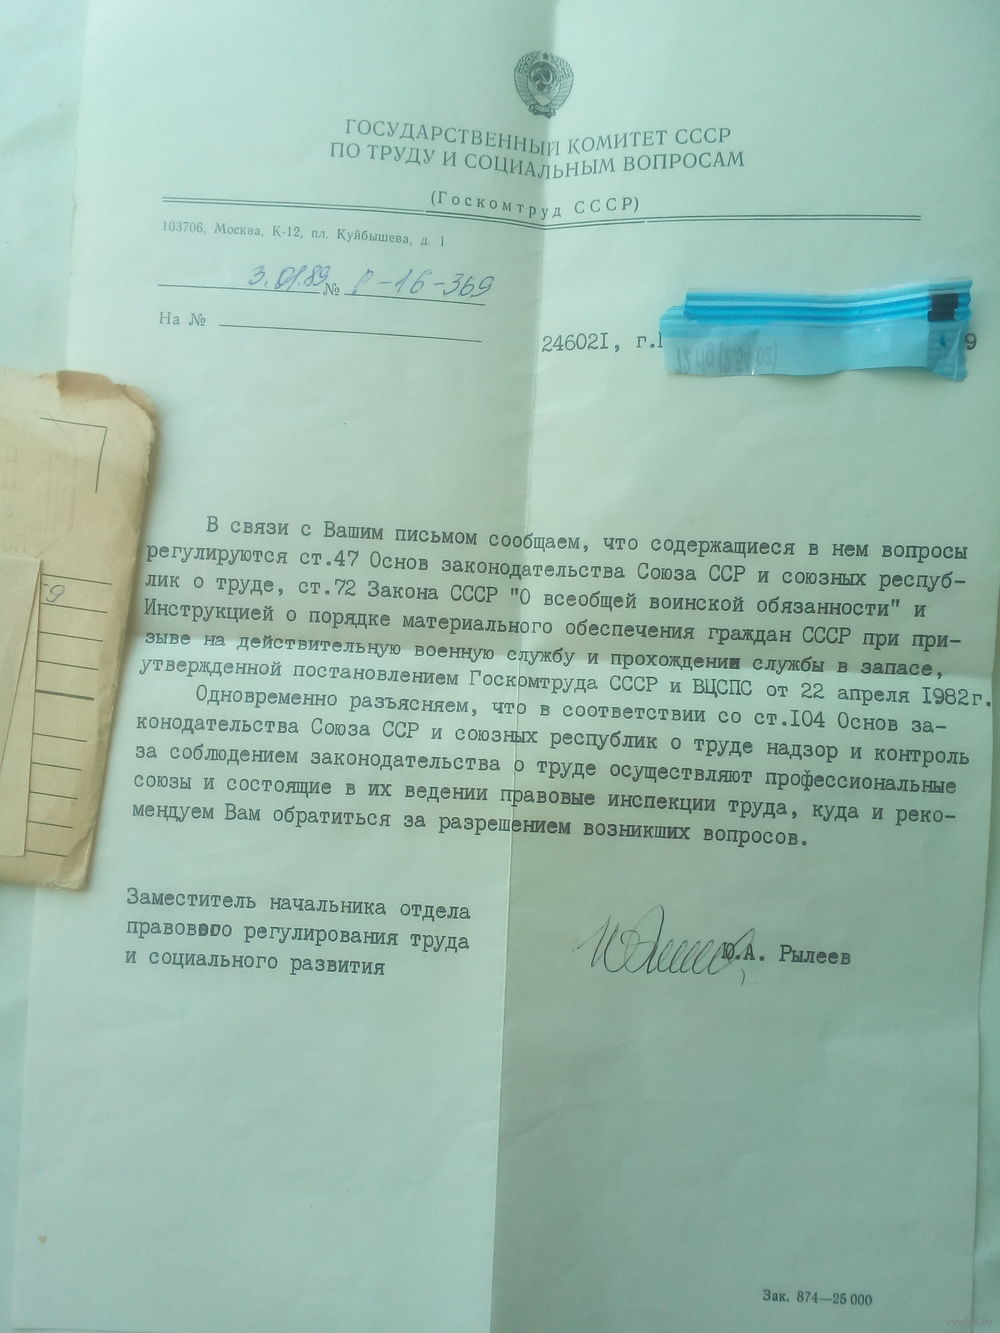 ГОСУДАРСТВЕННЫЙ КОМИТЕТ СССР
ПО ТРУДУ И СОЦИАЛЬНЫМ ВОПРОСАМ
(Госкомтруд СССР)
103706, Москва, К-12, пл. Куйбышева, д. 1
3.01.89 № Р-16-369
На №
246021, г.
9
В связи с Вашим письмом сообщаем, что содержащиеся в нем вопросы
регулируются ст.47 Основ законодательства Союза ССР и союзных респуб-
лик о труде, ст.72 Закона СССР "О всеобщей воинской обязанности" и
Инструкцией о порядке материального обеспечения граждан СССР при при-
зыве на действительную военную службу и прохождении службы в запасе,
утвержденной постановлением Госкомтруда СССР и ВЦСПС от 22 апреля 1982г.
Одновременно разъясняем, что в соответствии со ст.104 Основ за-
конодательства Союза ССР и союзных республик о труде надзор и контроль
за соблюдением законодательства о труде осуществляют профессиональные
союзы и состоящие в их ведении правовые инспекции труда, куда и реко-
мендуем Вам обратиться за разрешением возникших вопросов.
Заместитель начальника отдела
правового регулирования труда
и социального развития
Ю.А. Рылеев
Зак. 874—25 000